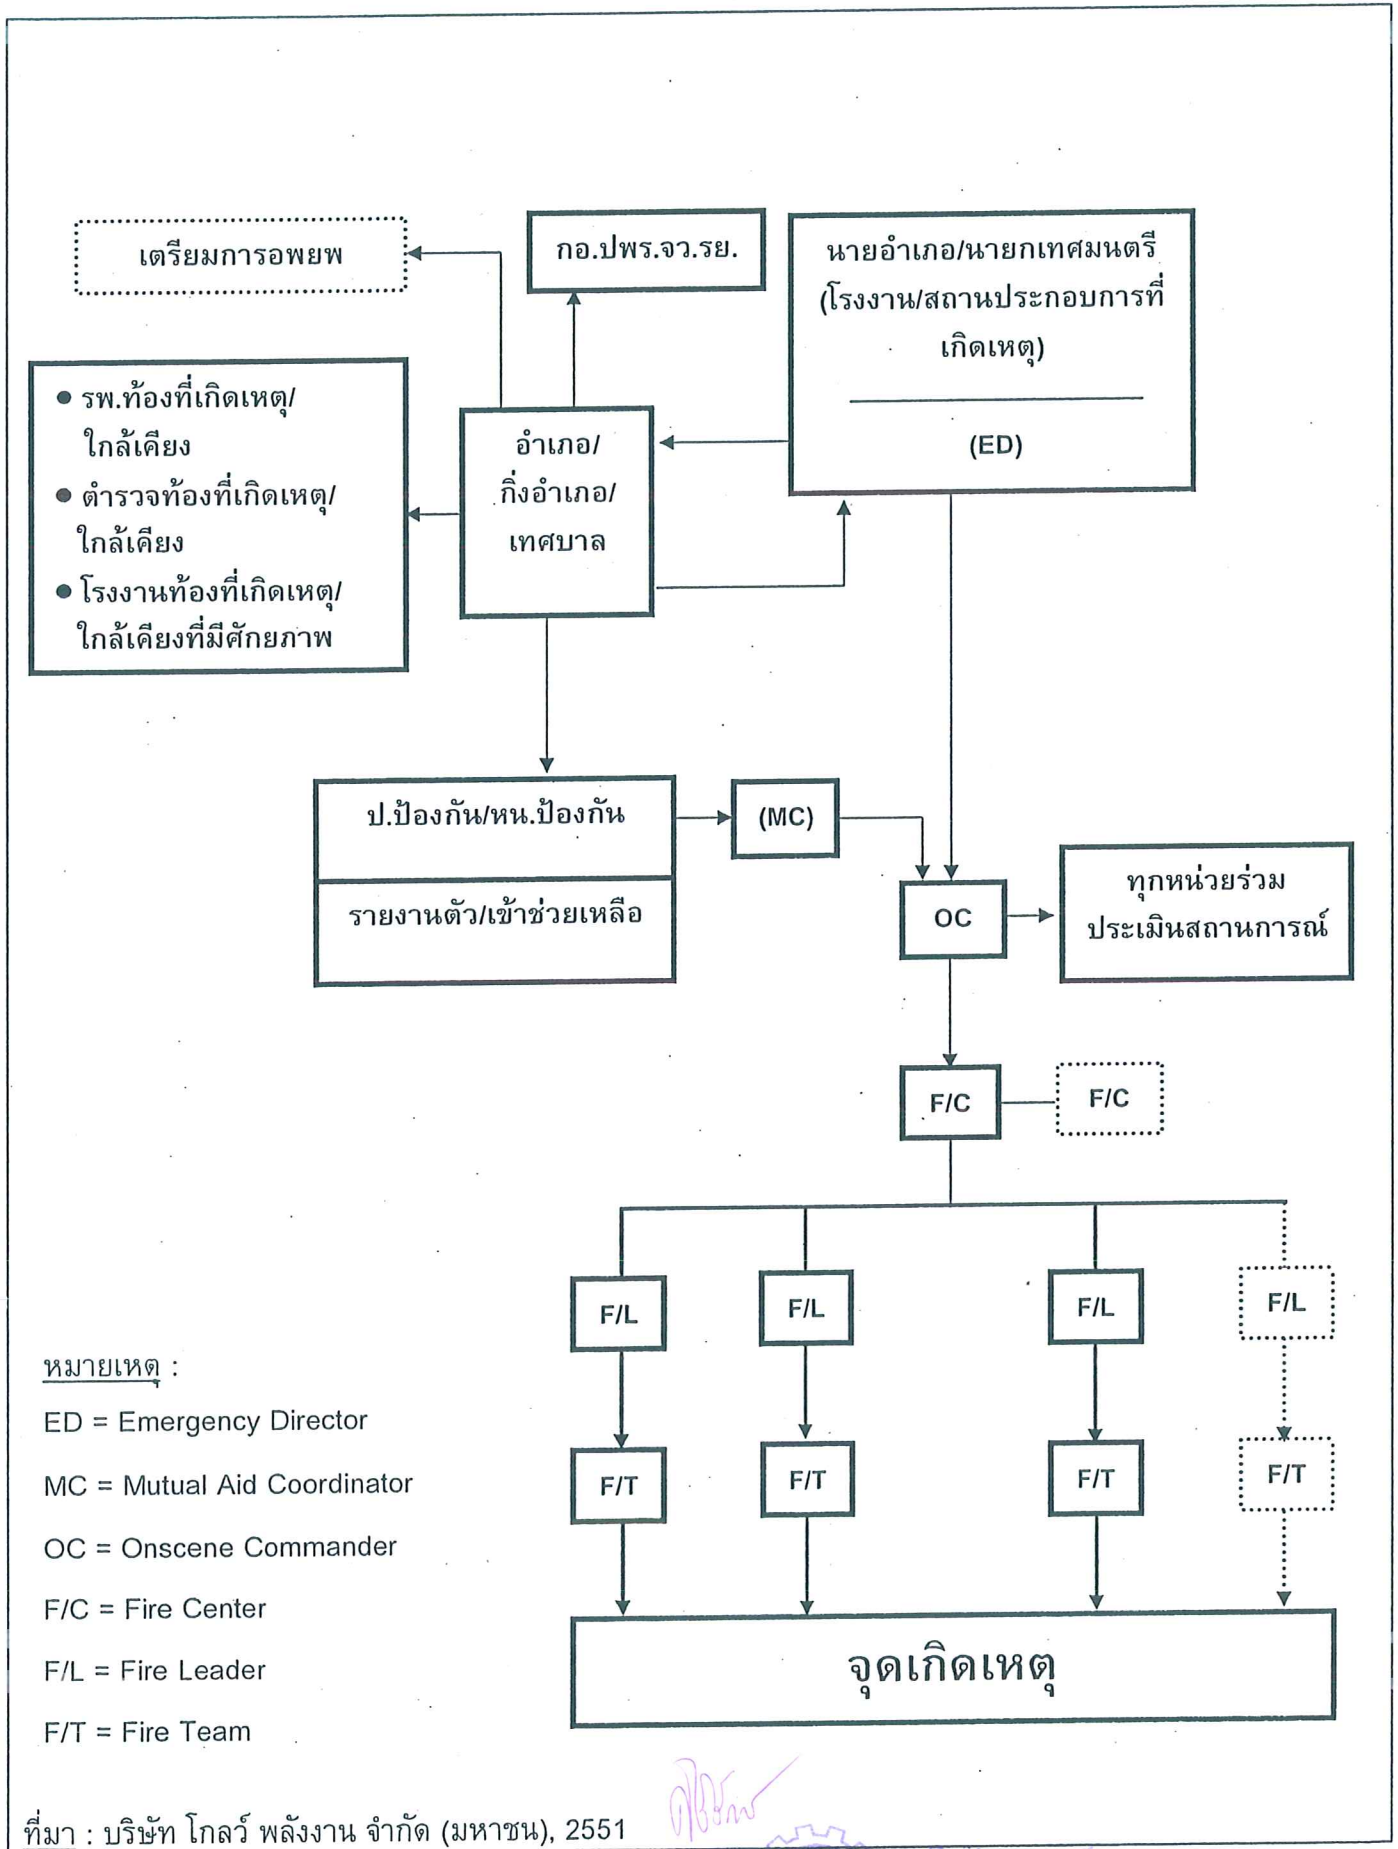 เตรียมการอพยพ
กอ.ปพร.จว.รย.
นายอำเภอ/นายกเทศมนตรี
(โรงงาน/สถานประกอบการที่
เกิดเหตุ)
(ED)
● รพ.ท้องที่เกิดเหตุ/
ใกล้เคียง
● ตำรวจท้องที่เกิดเหตุ/
ใกล้เคียง
● โรงงานท้องที่เกิดเหตุ/
ใกล้เคียงที่มีศักยภาพ
อำเภอ/
กิ่งอำเภอ/
เทศบาล
ป.ป้องกัน/หน.ป้องกัน
รายงานตัว/เข้าช่วยเหลือ
(MC)
OC
ทุกหน่วยร่วม
ประเมินสถานการณ์
F/C
F/C
F/L
F/L
F/L
F/L
F/T
F/T
F/T
F/T
จุดเกิดเหตุ
หมายเหตุ :
ED = Emergency Director
MC = Mutual Aid Coordinator
OC = Onscene Commander
F/C = Fire Center
F/L = Fire Leader
F/T = Fire Team
ที่มา : บริษัท โกลว์ พลังงาน จำกัด (มหาชน), 2551